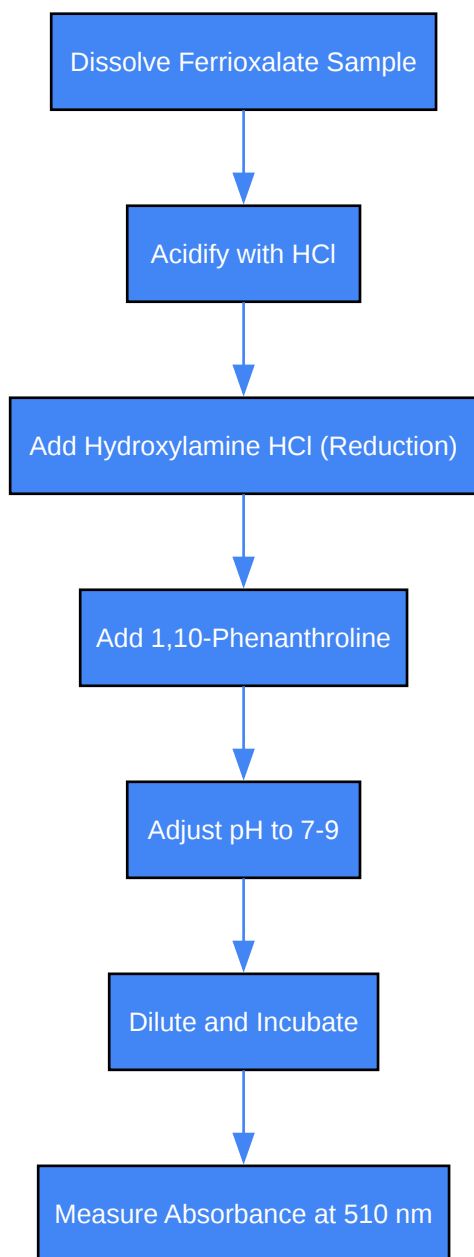 Dissolve Ferrioxalate Sample
Acidify with HCl
Add Hydroxylamine HCl (Reduction)
Add 1,10-Phenanthroline
Adjust pH to 7-9
Dilute and Incubate
Measure Absorbance at 510 nm